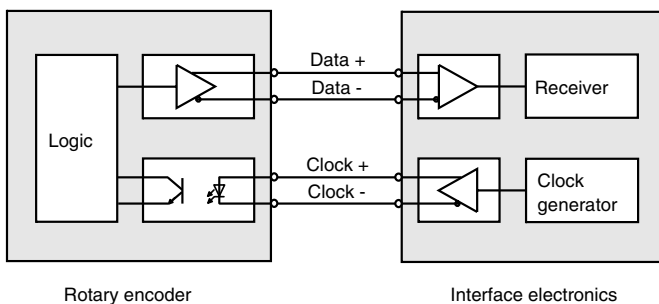 Data +
Data -
Receiver
Logic
Clock +
Clock -
Clock
generator
Rotary encoder
Interface electronics